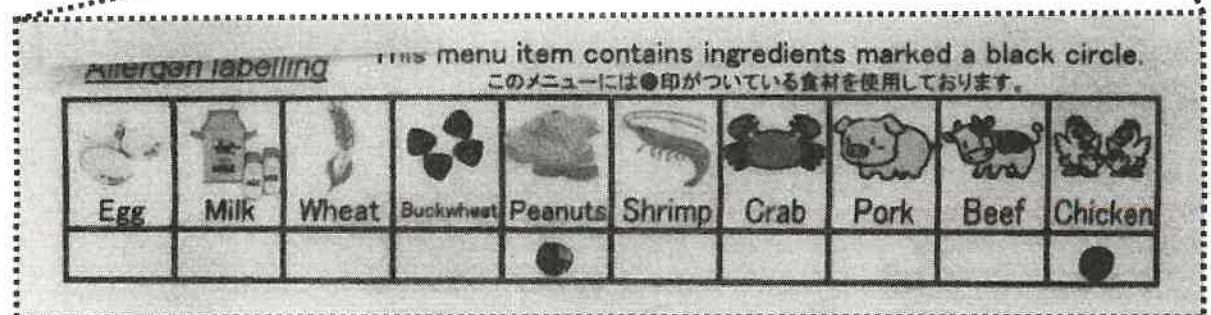 Allergen labelling
This menu item contains ingredients marked a black circle.
このメニューには●印がついている食材を使用しております。
Egg Milk Wheat Buckwheat Peanuts Shrimp Crab Pork Beef Chicken